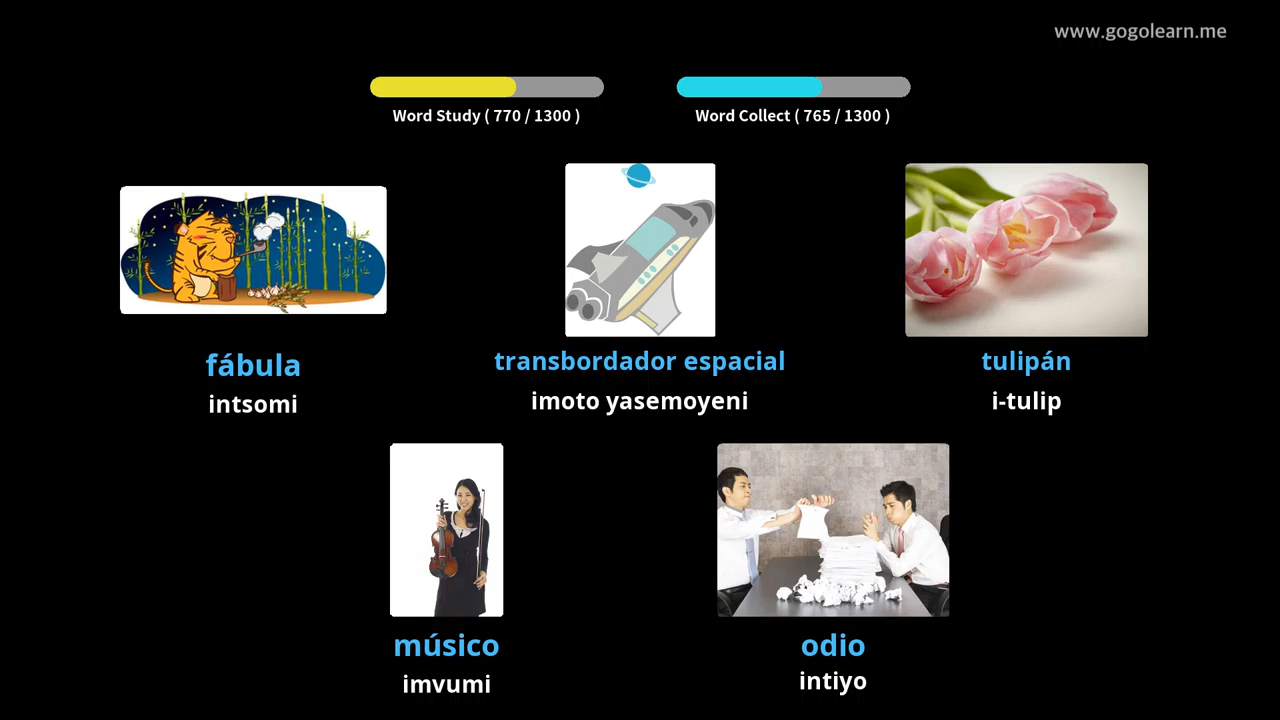 www.gogolearn.me
Word Study ( 770 / 1300 )
Word Collect ( 765 / 1300 )
fábula
intsomi
transbordador espacial
imoto yasemoyeni
tulipán
i-tulip
músico
imvumi
odio
intiyo